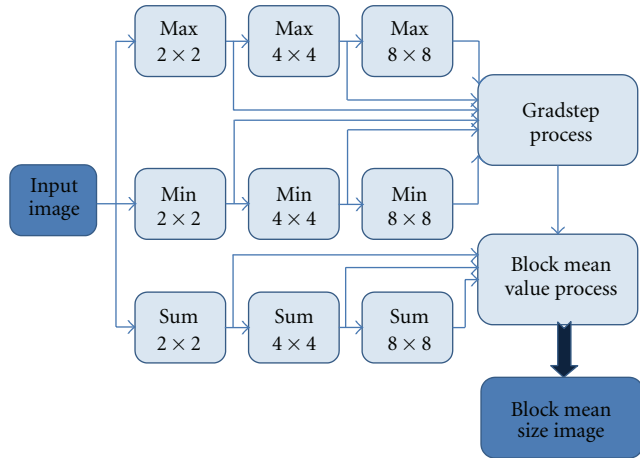 Max
2 × 2
Max
4 × 4
Max
8 × 8
Gradstep
process
Input
image
Min
2 × 2
Min
4 × 4
Min
8 × 8
Block mean
value process
Sum
2 × 2
Sum
4 × 4
Sum
8 × 8
Block mean
size image